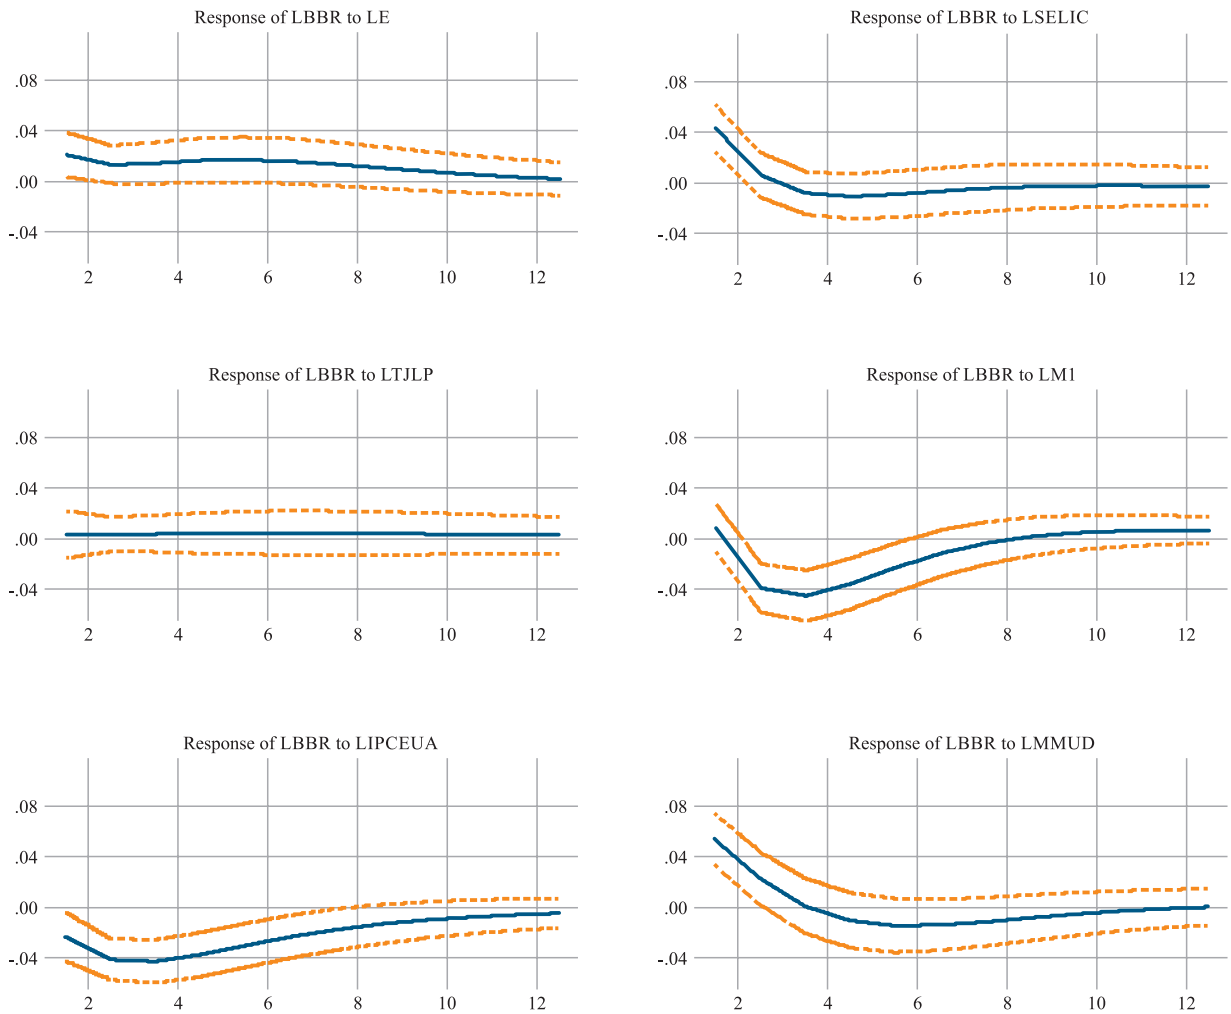 Response of LBBR to LE
.08
.04
.00
-.04
2 4 6 8 10 12
Response of LBBR to LSELIC
.08
.04
.00
-.04
2 4 6 8 10 12
Response of LBBR to LTJLP
.08
.04
.00
-.04
2 4 6 8 10 12
Response of LBBR to LM1
.08
.04
.00
-.04
2 4 6 8 10 12
Response of LBBR to LIPCEUA
.08
.04
.00
-.04
2 4 6 8 10 12
Response of LBBR to LMMUD
.08
.04
.00
-.04
2 4 6 8 10 12